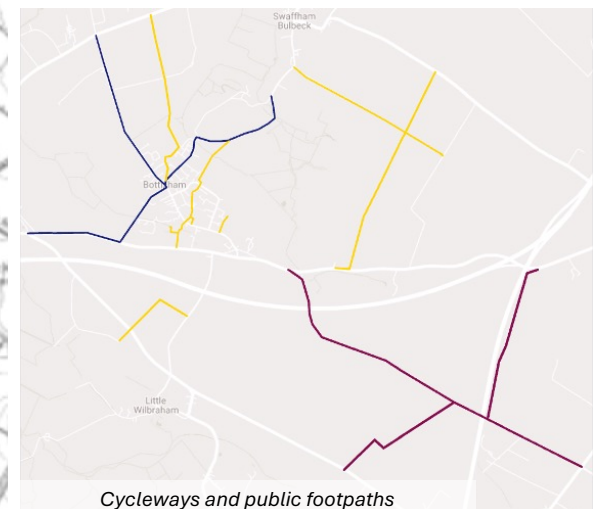 Swaffham
Bulbeck
Bottisham
Little
Wilbraham
Cycleways and public footpaths